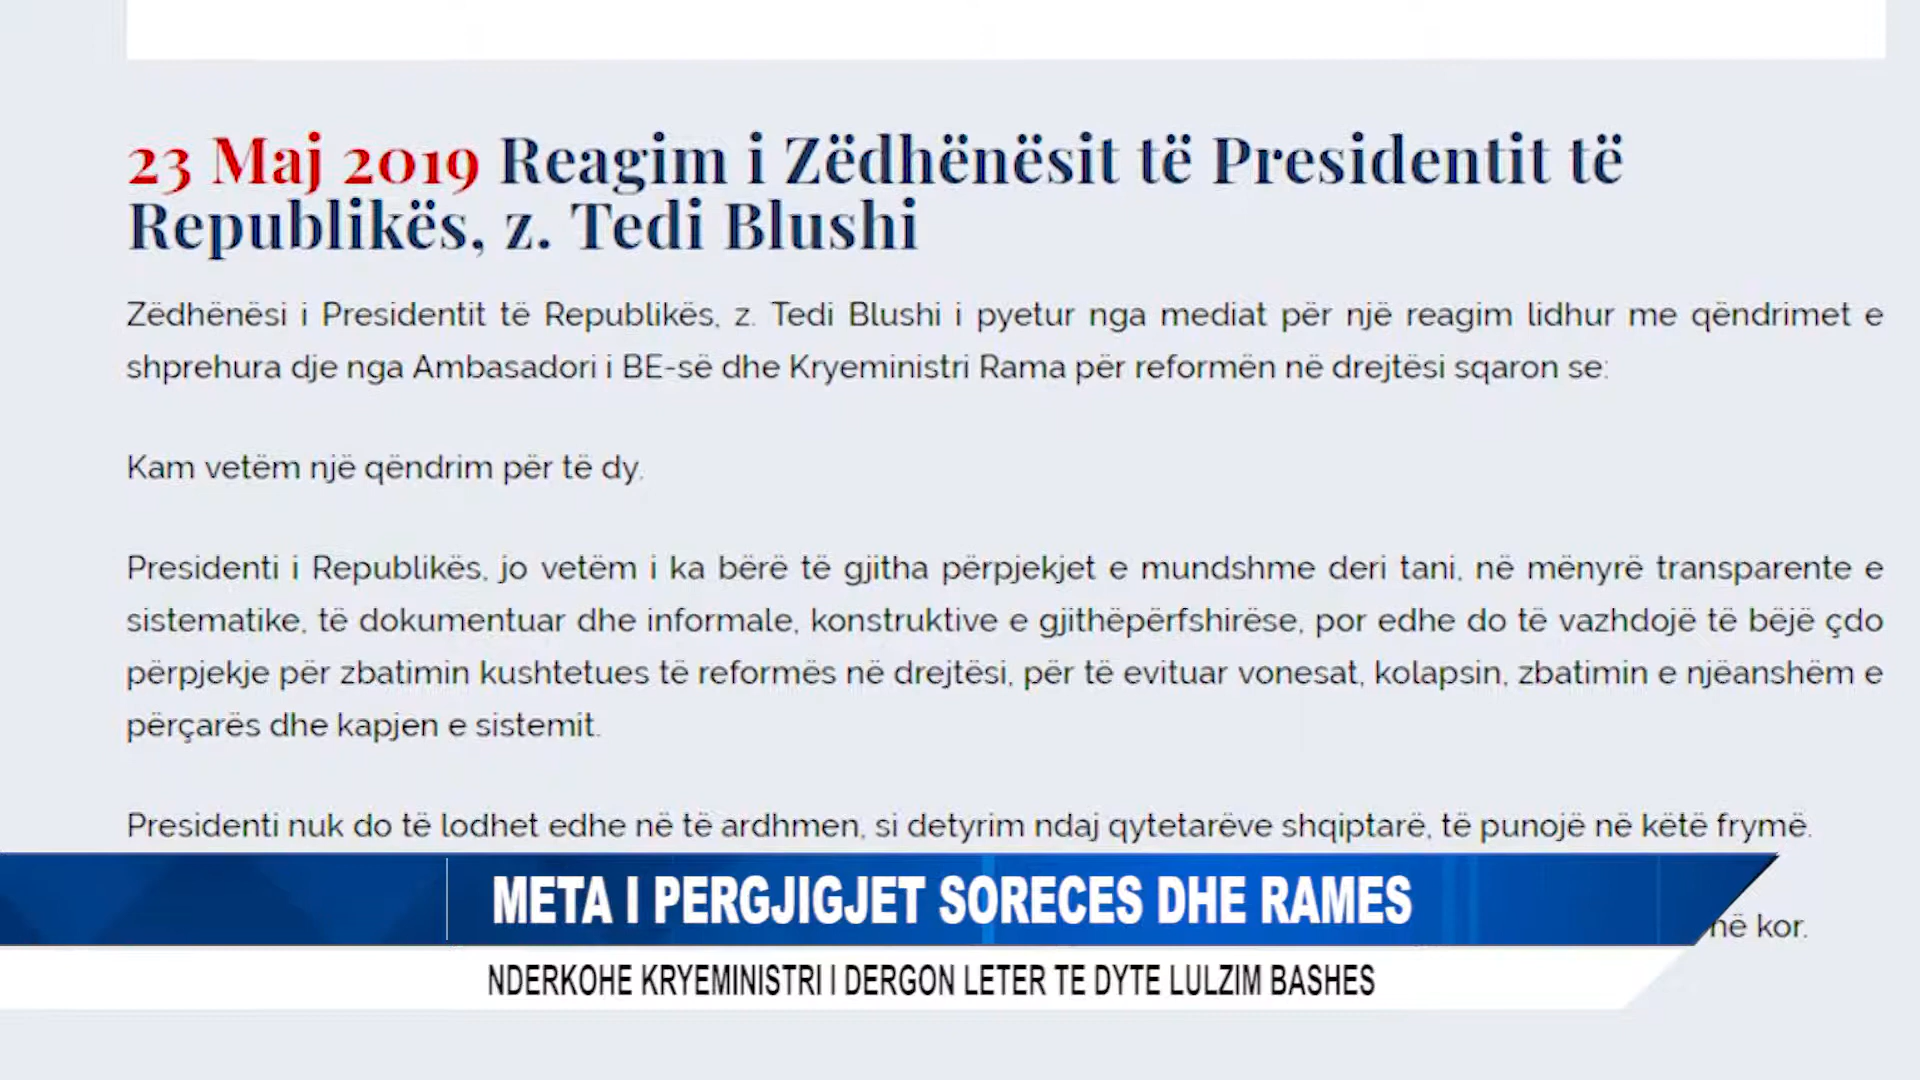 23 Maj 2019 Reagim i Zëdhënësit të Presidentit të
Republikës, z. Tedi Blushi
Zëdhënësi i Presidentit të Republikës, z. Tedi Blushi i pyetur nga mediat për një reagim lidhur me qëndrimet e
shprehura dje nga Ambasadori i BE-së dhe Kryeministri Rama për reformën në drejtësi sqaron se:
Kam vetëm një qëndrim për të dy.
Presidenti i Republikës, jo vetëm i ka bërë të gjitha përpjekjet e mundshme deri tani, në mënyrë transparente e
sistematike, të dokumentuar dhe informale, konstruktive e gjithëpërfshirëse, por edhe do të vazhdojë të bëjë çdo
përpjekje për zbatimin kushtetues të reformës në drejtësi, për të evituar vonesat, kolapsin, zbatimin e njëanshëm e
përçarës dhe kapjen e sistemit.
Presidenti nuk do të lodhet edhe në të ardhmen, si detyrim ndaj qytetarëve shqiptarë, të punojë në këtë frymë.
META I PERGJIGJET SORECES DHE RAMES
në kor.
NDERKOHE KRYEMINISTRI I DERGON LETER TE DYTE LULZIM BASHES